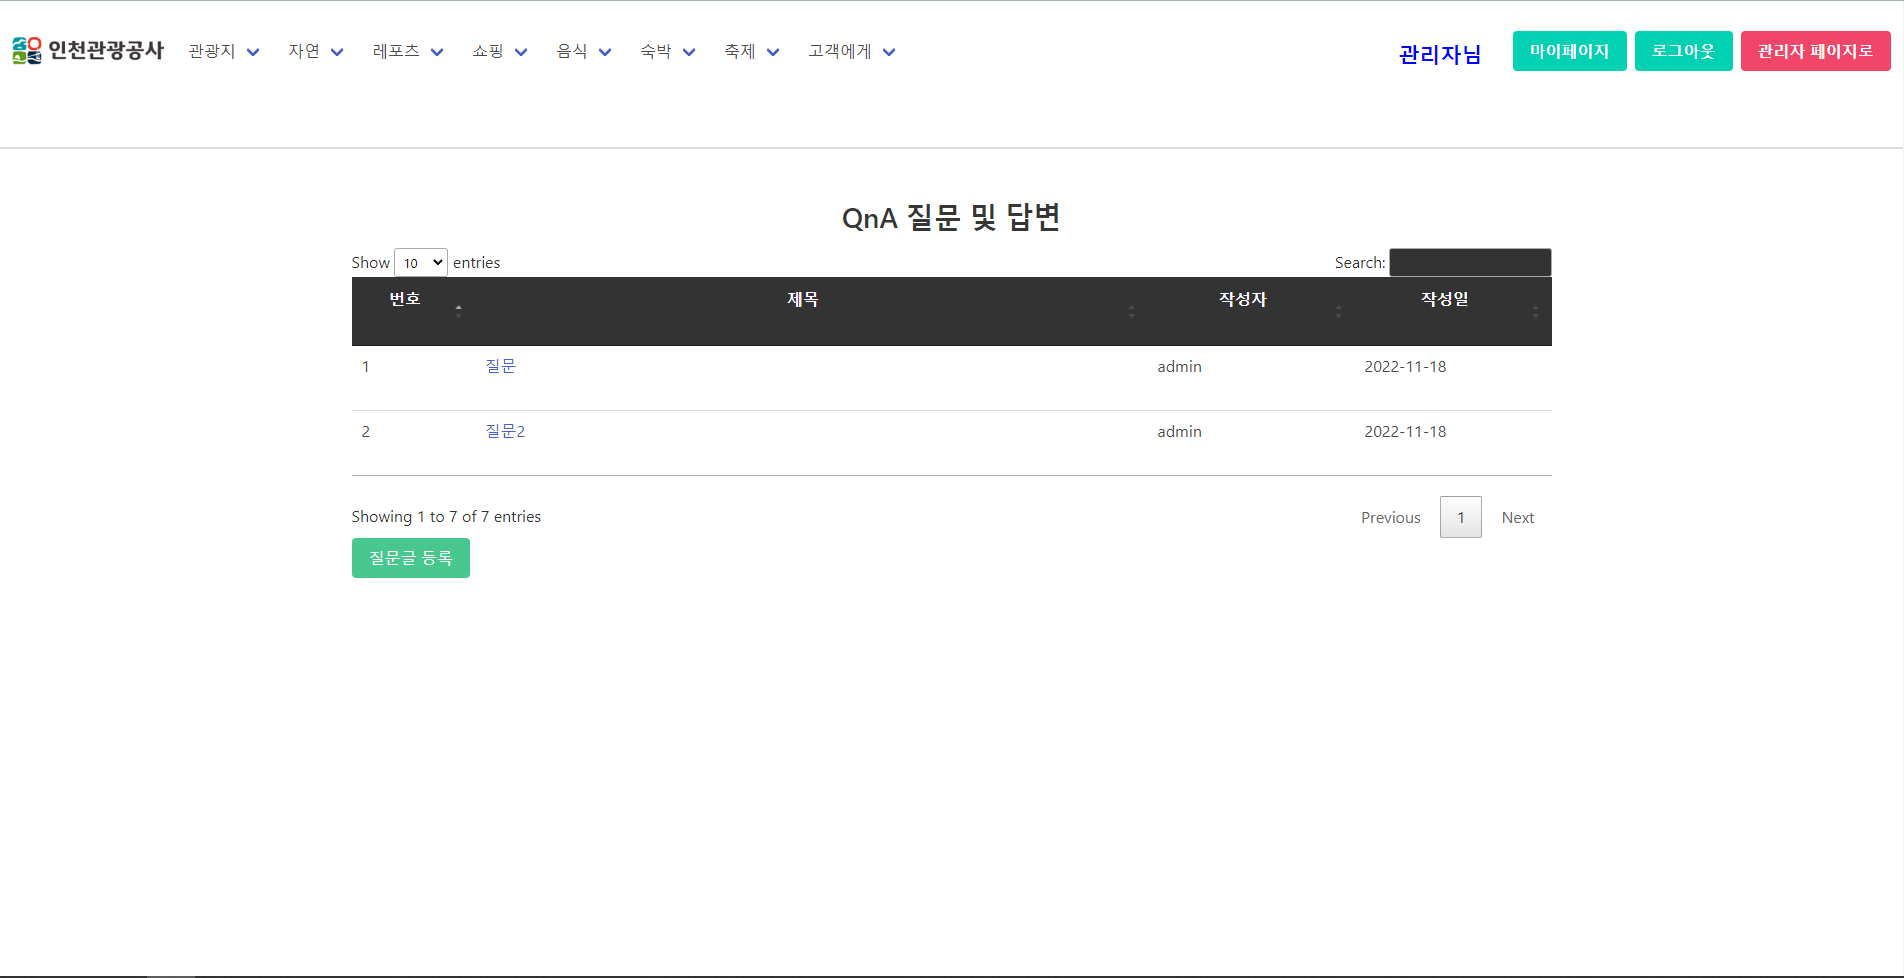 인천관광공사 관광지 자연 레포츠 쇼핑 음식 숙박 축제 고객에게 관리자님 마이페이지 로그아웃 관리자 페이지로
QnA 질문 및 답변
Show 10 entries Search:
번호 제목 작성자 작성일
1 질문 admin 2022-11-18
2 질문2 admin 2022-11-18
Showing 1 to 7 of 7 entries Previous 1 Next
질문글 등록